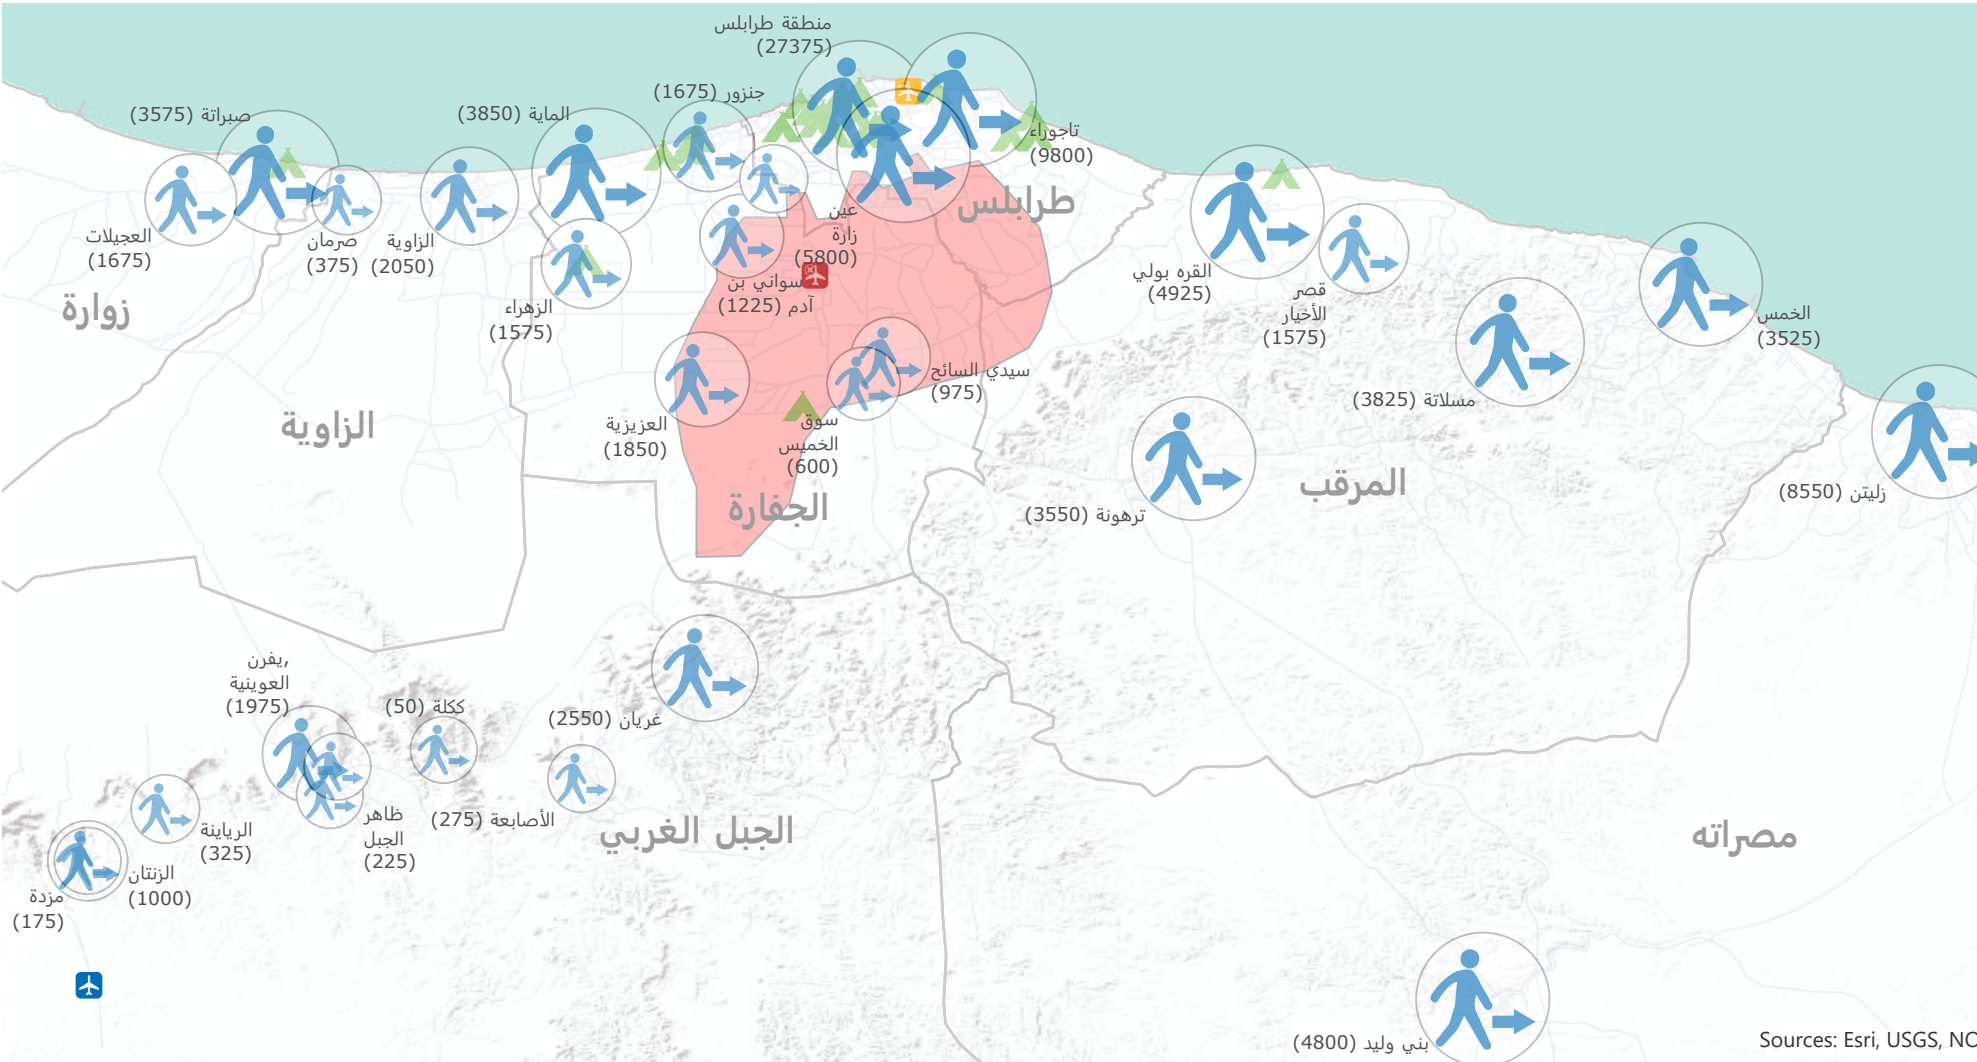 منطقة طرابلس
(27375)
جنزور (1675)
الماية (3850)
صبراتة (3575)
تاجوراء
(9800)
طرابلس
عين
زارة
(5800)
العجيلات
(1675)
صرمان
(375)
الزاوية
(2050)
القره بولي
(4925)
سواني بن
آدم (1225)
قصر
الأخيار
(1575)
الخمس
(3525)
زوارة
الزهراء
(1575)
سيدي السائح
(975)
مسلاتة (3825)
الزاوية
العزيزية
(1850)
سوق
الخميس
(600)
المرقب
زليتن (8550)
الجفارة
ترهونة (3550)
يفرن,
العوينية
(1975)
ككلة (50)
غريان (2550)
الرياينة
(325)
ظاهر
الجبل
(225)
الأصابعة (275)
الجبل الغربي
مصراته
الزنتان
(1000)
مزدة
(175)
بني وليد (4800)
Sources: Esri, USGS, NO